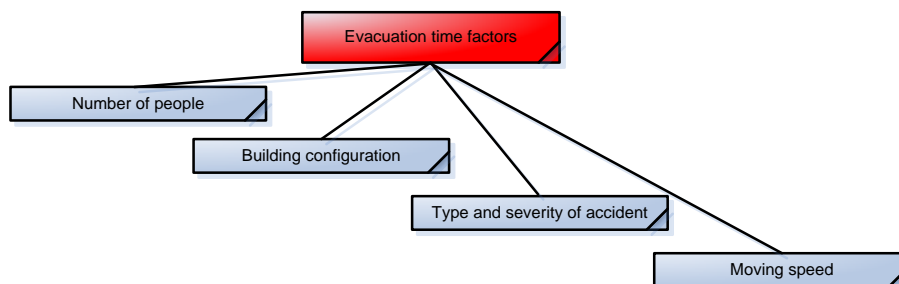 Evacuation time factors
Number of people
Building configuration
Type and severity of accident
Moving speed